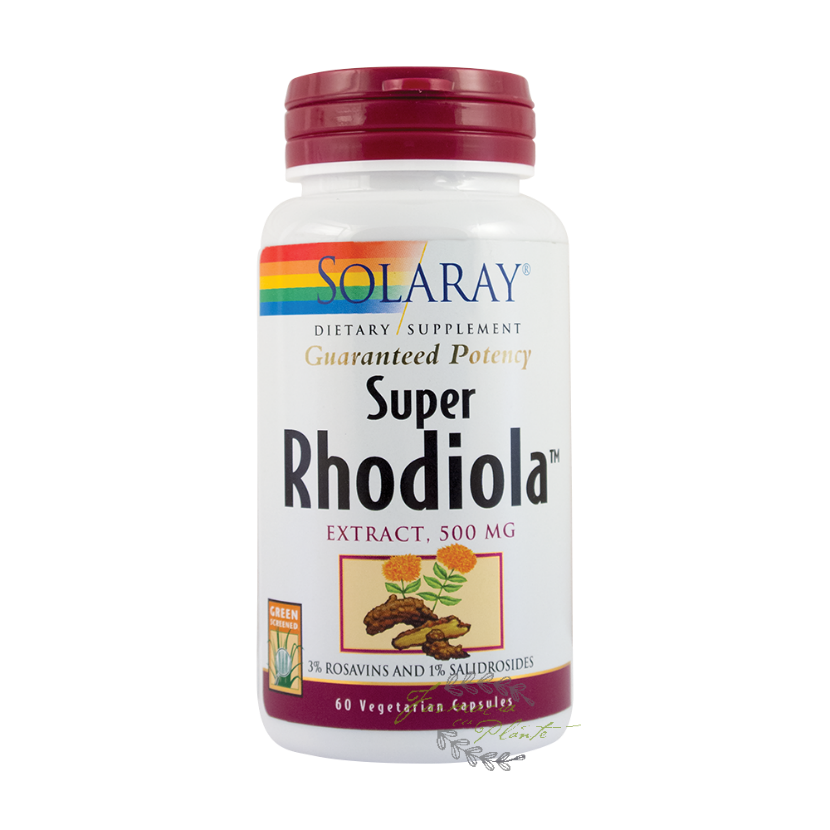 SOLARAY®
DIETARY SUPPLEMENT
Guaranteed Potency
Super
Rhodiola™
EXTRACT, 500 MG
GREEN
SCREENED
3% ROSAVINS AND 1% SALIDROSIDES
60 Vegetarian Capsules
Plante